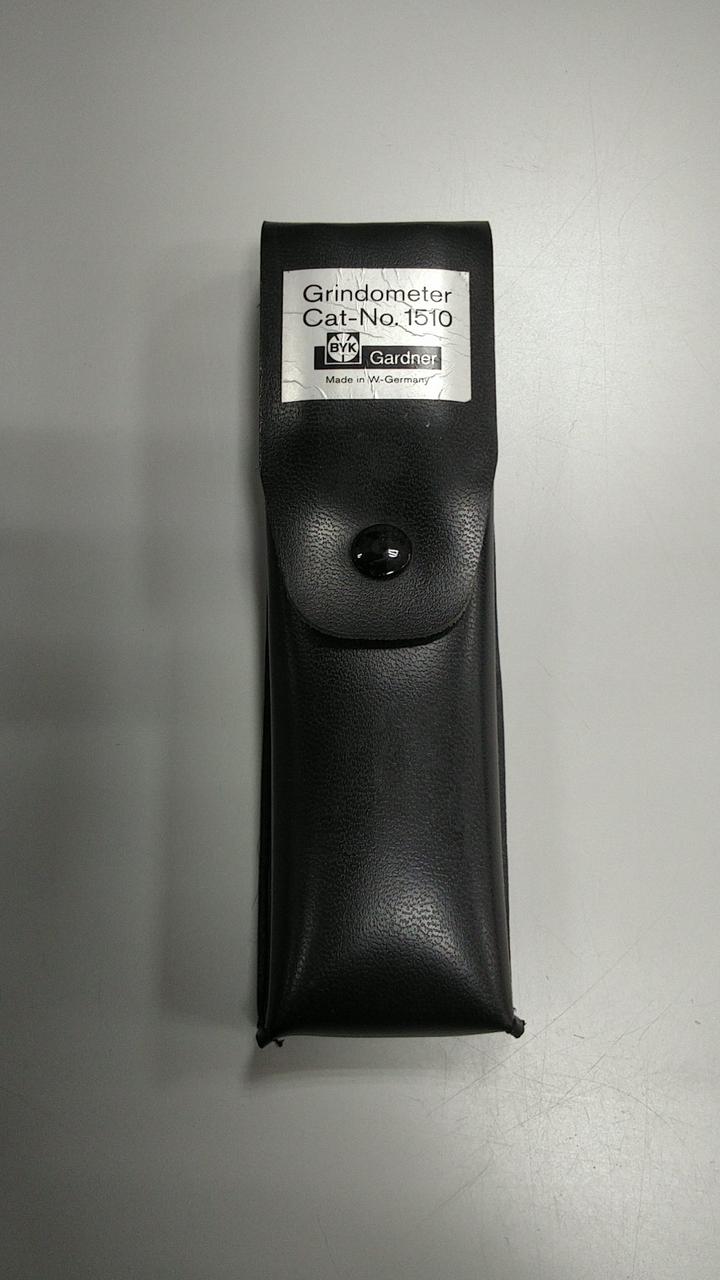 Grindometer
Cat-No. 1510
BYK Gardner
Made in W.-Germany